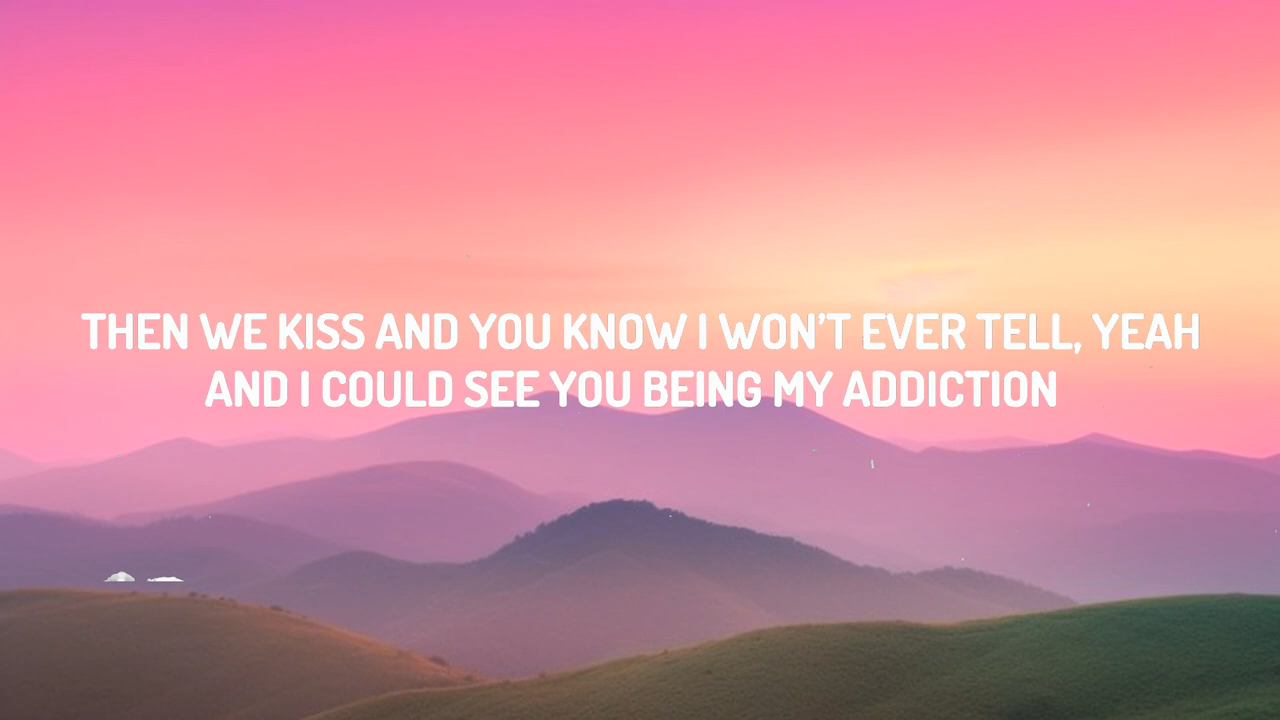 THEN WE KISS AND YOU KNOW I WON’T EVER TELL, YEAH
AND I COULD SEE YOU BEING MY ADDICTION